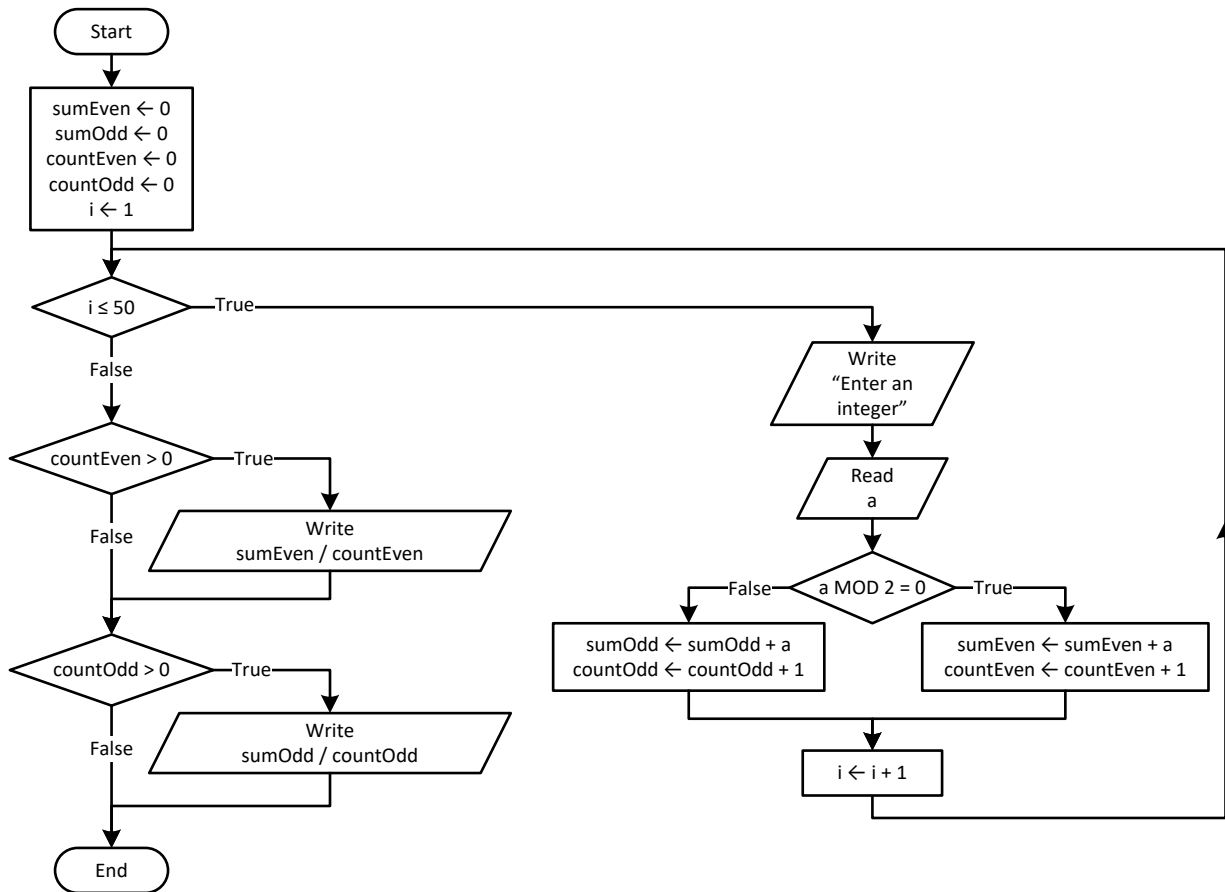 Start
sumEven ← 0
sumOdd ← 0
countEven ← 0
countOdd ← 0
i ← 1
i ≤ 50
True
False
Write
“Enter an
integer”
Read
a
a MOD 2 = 0
False
True
sumOdd ← sumOdd + a
countOdd ← countOdd + 1
sumEven ← sumEven + a
countEven ← countEven + 1
i ← i + 1
countEven > 0
True
False
Write
sumEven / countEven
countOdd > 0
True
False
Write
sumOdd / countOdd
End